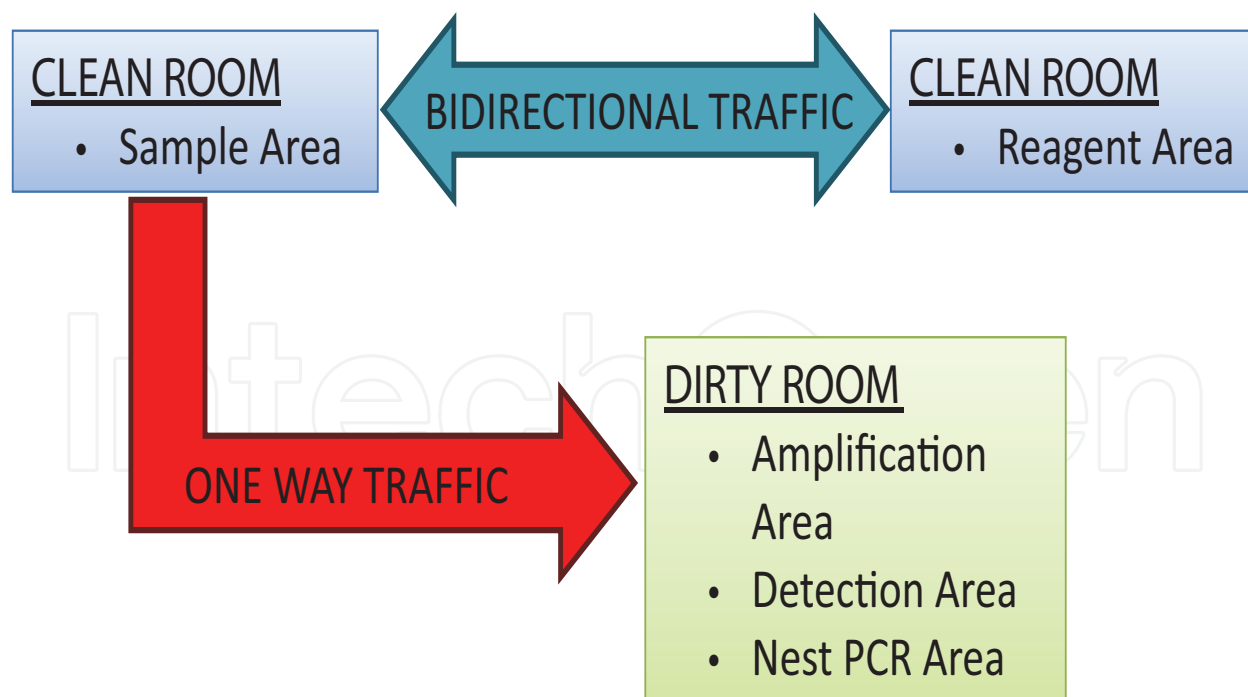 CLEAN ROOM
• Sample Area
BIDIRECTIONAL TRAFFIC
CLEAN ROOM
• Reagent Area
ONE WAY TRAFFIC
DIRTY ROOM
• Amplification
Area
• Detection Area
• Nest PCR Area
IntechOpen